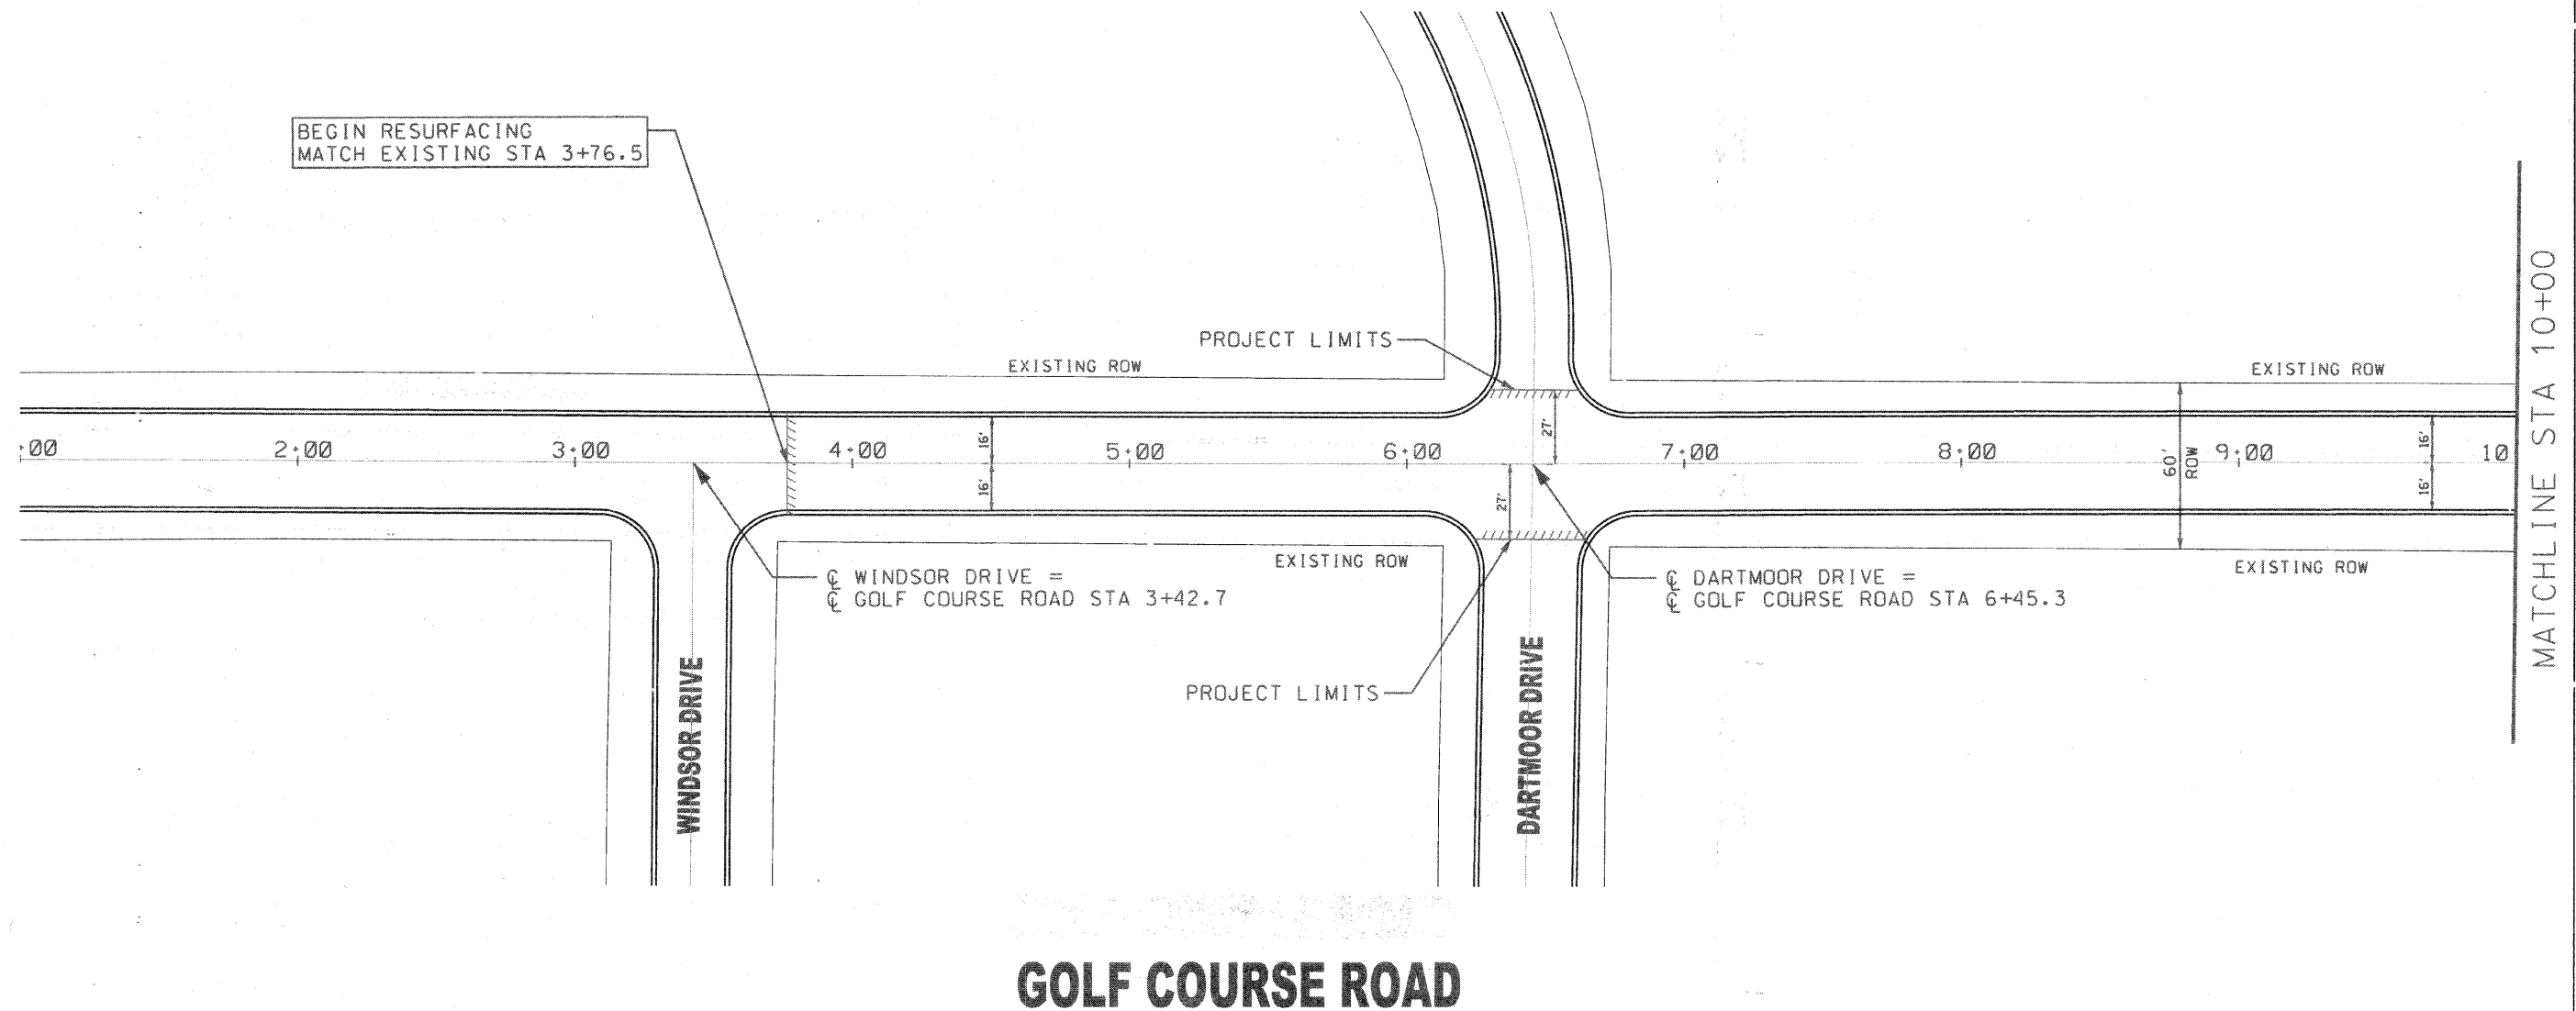 BEGIN RESURFACING
MATCH EXISTING STA 3+76.5
PROJECT LIMITS
EXISTING ROW
EXISTING ROW
+00 2+00 3+00 4+00 5+00 6+00 7+00 8+00 9+00 10
16'
16'
27'
27'
60'
ROW
16'
16'
MATCHLINE STA 10+00
EXISTING ROW
EXISTING ROW
℄ WINDSOR DRIVE =
℄ GOLF COURSE ROAD STA 3+42.7
℄ DARTMOOR DRIVE =
℄ GOLF COURSE ROAD STA 6+45.3
PROJECT LIMITS
WINDSOR DRIVE
DARTMOOR DRIVE
GOLF COURSE ROAD